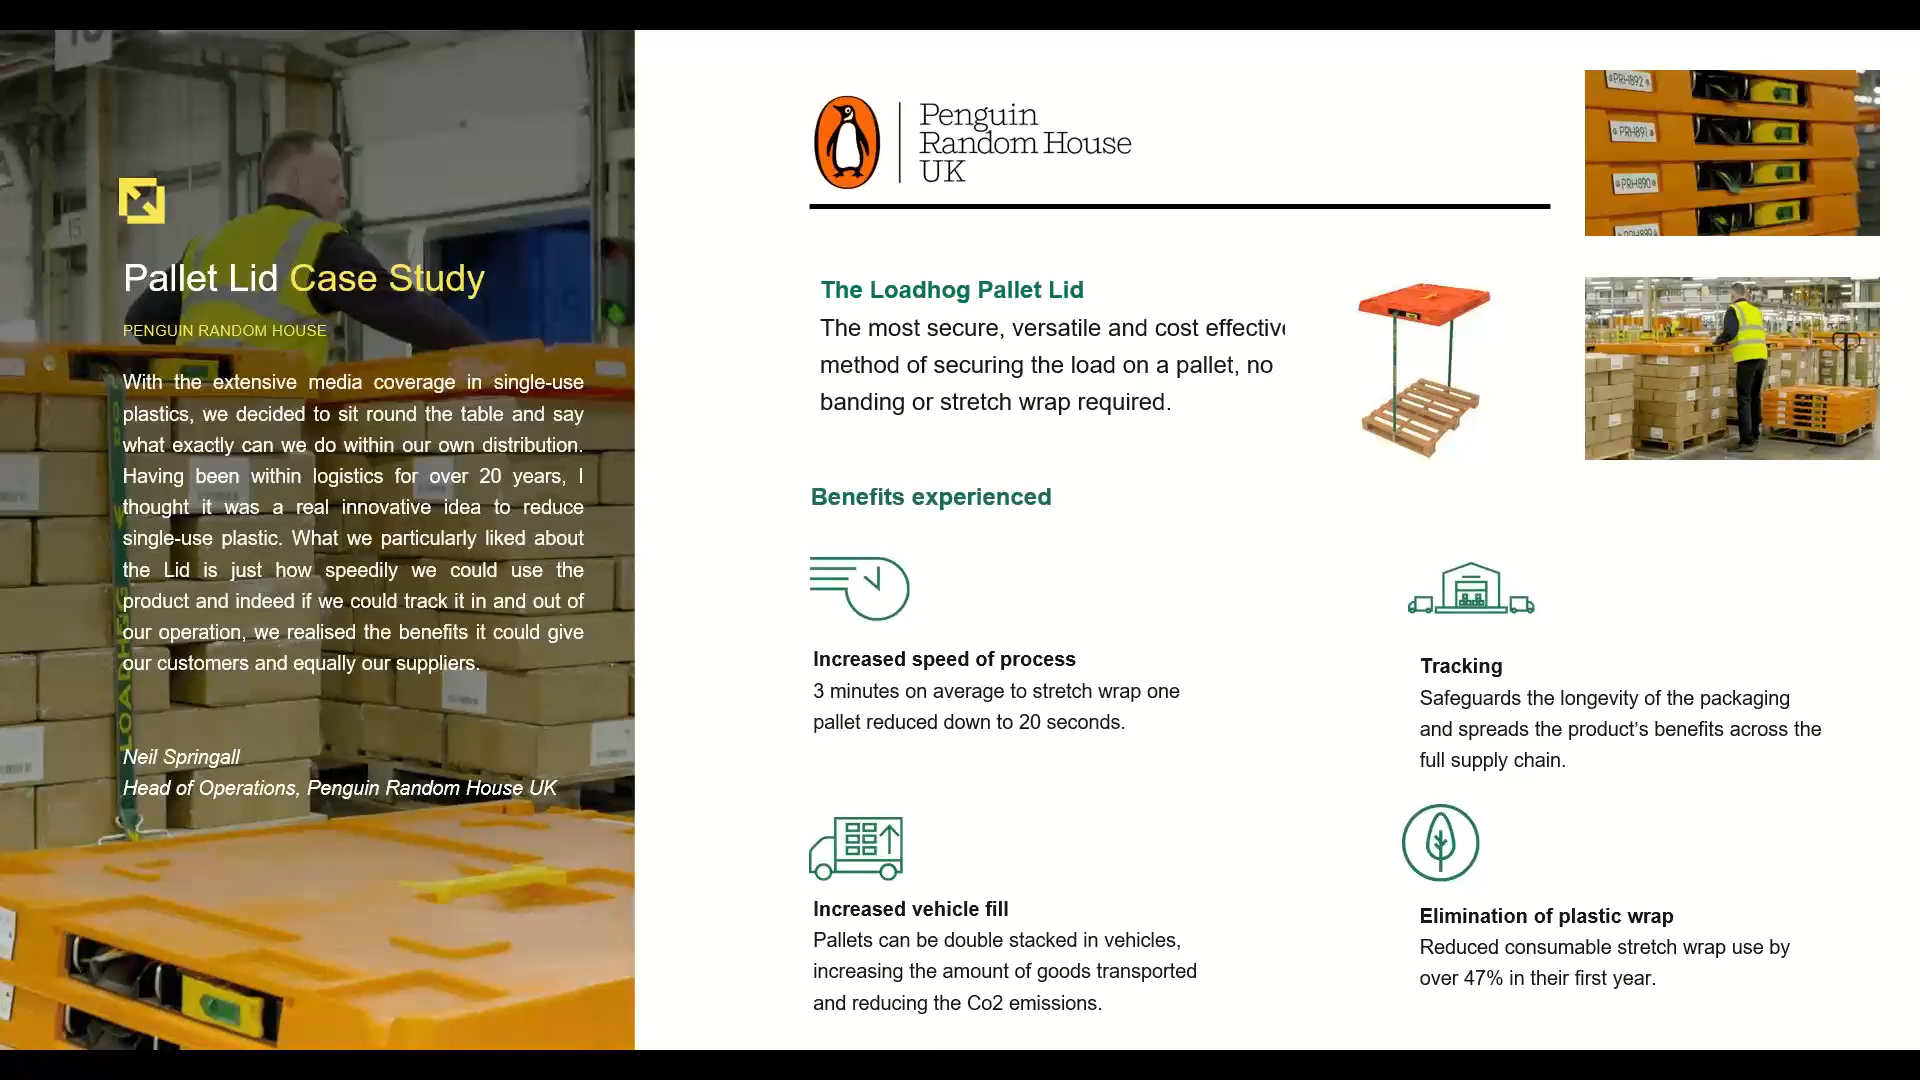 Pallet Lid Case Study
PENGUIN RANDOM HOUSE
With the extensive media coverage in single-use
plastics, we decided to sit round the table and say
what exactly can we do within our own distribution.
Having been within logistics for over 20 years, I
thought it was a real innovative idea to reduce
single-use plastic. What we particularly liked about
the Lid is just how speedily we could use the
product and indeed if we could track it in and out of
our operation, we realised the benefits it could give
our customers and equally our suppliers.
Neil Springall
Head of Operations, Penguin Random House UK
LOADHOG
15
Penguin
Random House
UK
The Loadhog Pallet Lid
The most secure, versatile and cost effective
method of securing the load on a pallet, no
banding or stretch wrap required.
PRH892
PRH891
PRH890
PRH889
Benefits experienced
Increased speed of process
3 minutes on average to stretch wrap one
pallet reduced down to 20 seconds.
Tracking
Safeguards the longevity of the packaging
and spreads the product's benefits across the
full supply chain.
Increased vehicle fill
Pallets can be double stacked in vehicles,
increasing the amount of goods transported
and reducing the Co2 emissions.
Elimination of plastic wrap
Reduced consumable stretch wrap use by
over 47% in their first year.